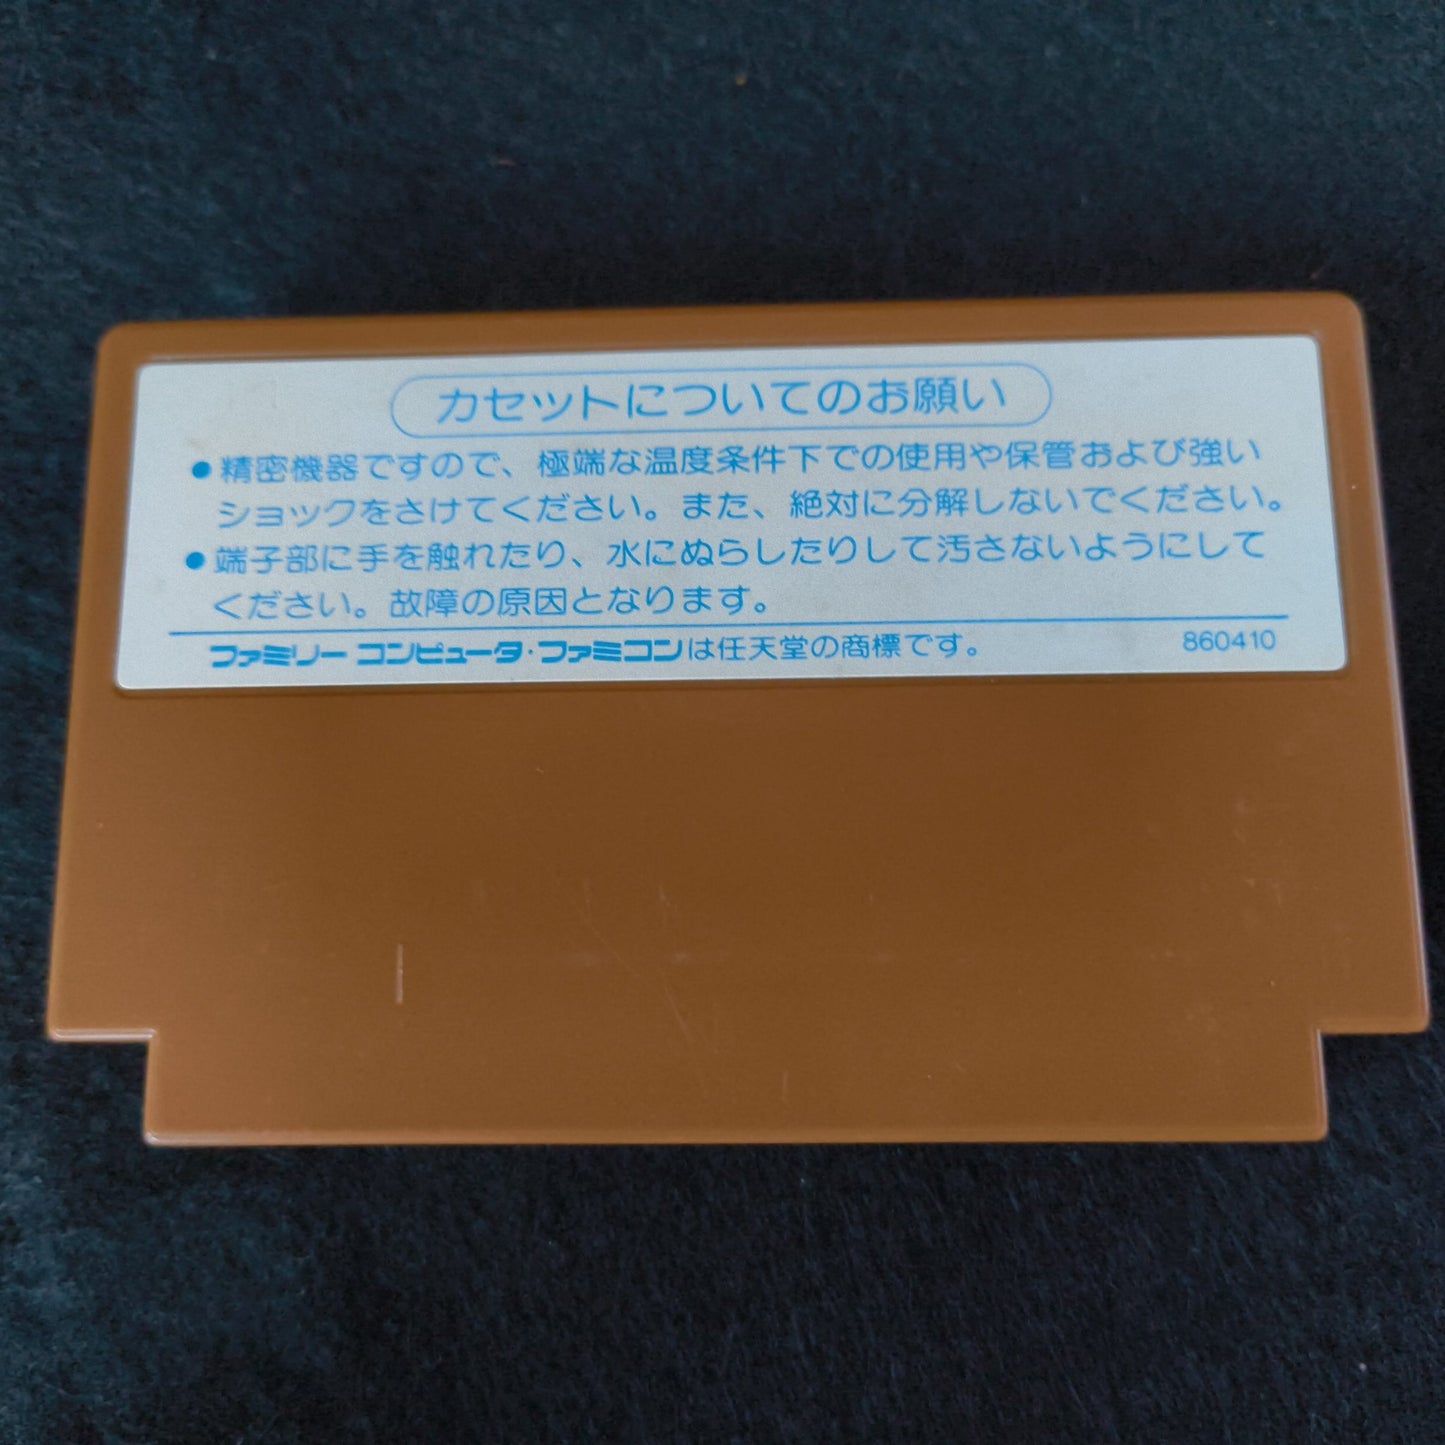 カセットについてのお願い
●精密機器ですので、極端な温度条件下での使用や保管および強い
ショックをさけてください。また、絶対に分解しないでください。
●端子部に手を触れたり、水にぬらしたりして汚さないようにして
ください。故障の原因となります。
ファミリー コンピュータ・ファミコンは任天堂の商標です。 860410